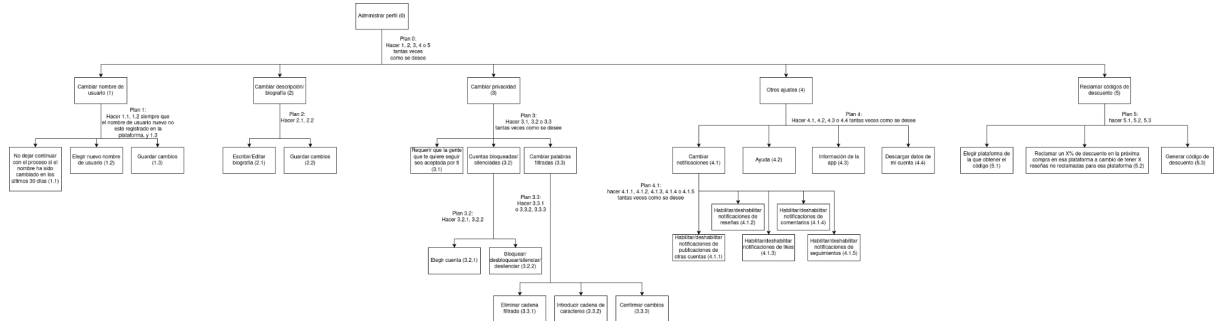 Administrar perfil (0)
Plan 0:
Hacer 1, 2, 3, 4 o 5
tantas veces
como se desee
Cambiar nombre de
usuario (1)
Cambiar descripción/
biografía (2)
Cambiar privacidad
(3)
Otros ajustes (4)
Reclamar códigos de
descuento (5)
Plan 1:
Hacer 1.1, 1.2 siempre que
el nombre de usuario nuevo no
esté registrado en la
plataforma, y 1.3
Plan 2:
Hacer 2.1, 2.2
Plan 3:
Hacer 3.1, 3.2 o 3.3
tantas veces como se desee
Plan 4:
Hacer 4.1, 4.2, 4.3 o 4.4 tantas veces como se desee
Plan 5:
hacer 5.1, 5.2, 5.3
No dejar continuar
con el proceso si el
nombre ha sido
cambiado en los
últimos 30 días (1.1)
Elegir nuevo nombre
de usuario (1.2)
Guardar cambios
(1.3)
Escribir/Editar
biografía (2.1)
Guardar cambios
(2.2)
Requerir que la gente
que te quiere seguir
sea aceptada por ti
(3.1)
Cuentas bloqueadas/
silenciadas (3.2)
Cambiar palabras
filtradas (3.3)
Cambiar
notificaciones (4.1)
Ayuda (4.2)
Información de la
app (4.3)
Descargar datos de
mi cuenta (4.4)
Elegir plataforma de
la que obtener el
código (5.1)
Reclamar un X% de descuento en la próxima
compra en esa plataforma a cambio de tener X
reseñas no reclamadas para esa plataforma (5.2)
Generar código de
descuento (5.3)
Plan 3.2:
Hacer 3.2.1, 3.2.2
Plan 3.3:
Hacer 3.3.1
o 3.3.2, 3.3.3
Plan 4.1:
hacer 4.1.1, 4.1.2, 4.1.3, 4.1.4 o 4.1.5
tantas veces como se desee
Habilitar/deshabilitar
notificaciones de
reseñas (4.1.2)
Habilitar/deshabilitar
notificaciones de
comentarios (4.1.4)
Elegir cuenta (3.2.1)
Bloquear/
desbloquear/silenciar/
desilenciar (3.2.2)
Habilitar/deshabilitar
notificaciones de
publicaciones de
otras cuentas (4.1.1)
Habilitar/deshabilitar
notificaciones de likes
(4.1.3)
Habilitar/deshabilitar
notificaciones de
seguimientos (4.1.5)
Eliminar cadena
filtrada (3.3.1)
Introducir cadena de
caracteres (3.3.2)
Confirmar cambios
(3.3.3)